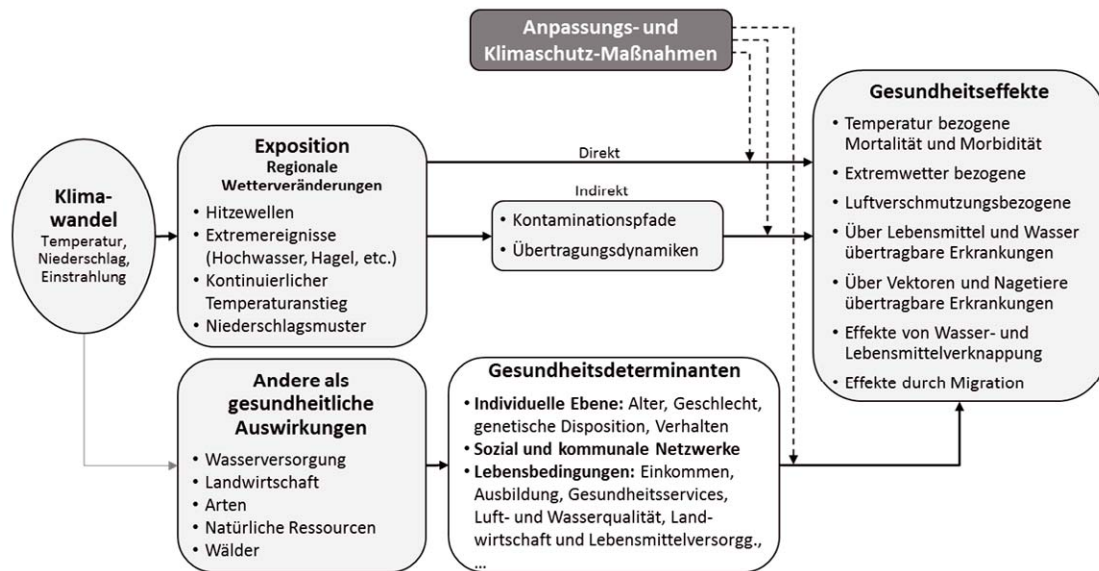 Anpassungs- und
Klimaschutz-Maßnahmen
Klima-
wandel
Temperatur,
Niederschlag,
Einstrahlung
Exposition
Regionale
Wetterveränderungen
• Hitzewellen
• Extremereignisse
(Hochwasser, Hagel, etc.)
• Kontinuierlicher
Temperaturanstieg
• Niederschlagsmuster
Direkt
Indirekt
• Kontaminationspfade
• Übertragungsdynamiken
Gesundheitseffekte
• Temperatur bezogene
Mortalität und Morbidität
• Extremwetter bezogene
• Luftverschmutzungsbezogene
• Über Lebensmittel und Wasser
übertragbare Erkrankungen
• Über Vektoren und Nagetiere
übertragbare Erkrankungen
• Effekte von Wasser- und
Lebensmittelverknappung
• Effekte durch Migration
Andere als
gesundheitliche
Auswirkungen
• Wasserversorgung
• Landwirtschaft
• Arten
• Natürliche Ressourcen
• Wälder
Gesundheitsdeterminanten
• Individuelle Ebene: Alter, Geschlecht,
genetische Disposition, Verhalten
• Sozial und kommunale Netzwerke
• Lebensbedingungen: Einkommen,
Ausbildung, Gesundheitsservices,
Luft- und Wasserqualität, Land-
wirtschaft und Lebensmittelversorgg.,
...